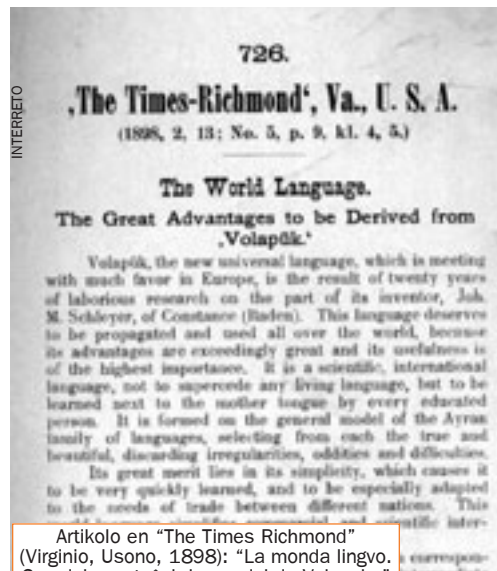 INTERRETO
726.
‚The Times-Richmond‘, Va., U. S. A.
(1898, 2, 13; No. 5, p. 9, kl. 4, 5.)
The World Language.
The Great Advantages to be Derived from
‚Volapük.‘
Volapük, the new universal language, which is meeting
with much favor in Europe, is the result of twenty years
of laborious research on the part of its inventor, Joh.
M. Schleyer, of Constance (Baden). This language deserves
to be propagated and used all over the world, because
its advantages are exceedingly great and its usefulness is
of the highest importance. It is a scientific, international
language, not to supercede any living language, but to be
learned next to the mother tongue by every educated
person. It is formed on the general model of the Ayran
family of languages, selecting from each the true and
beautiful, discarding irregularities, oddities and difficulties.
Its great merit lies in its simplicity, which causes it
to be very quickly learned, and to be especially adapted
to the needs of trade between different nations. This
Artikolo en “The Times Richmond”
(Virginio, Usono, 1898): “La monda lingvo.